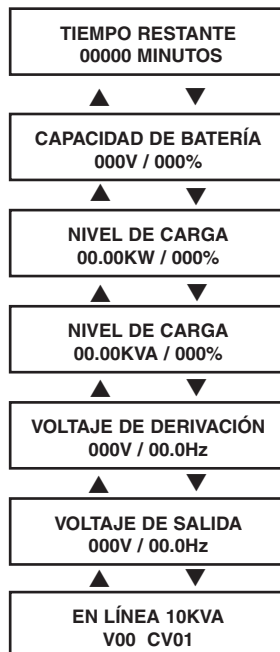 TIEMPO RESTANTE
00000 MINUTOS
CAPACIDAD DE BATERÍA
000V / 000%
NIVEL DE CARGA
00.00KW / 000%
NIVEL DE CARGA
00.00KVA / 000%
VOLTAJE DE DERIVACIÓN
000V / 00.0Hz
VOLTAJE DE SALIDA
000V / 00.0Hz
EN LÍNEA 10KVA
V00 CV01